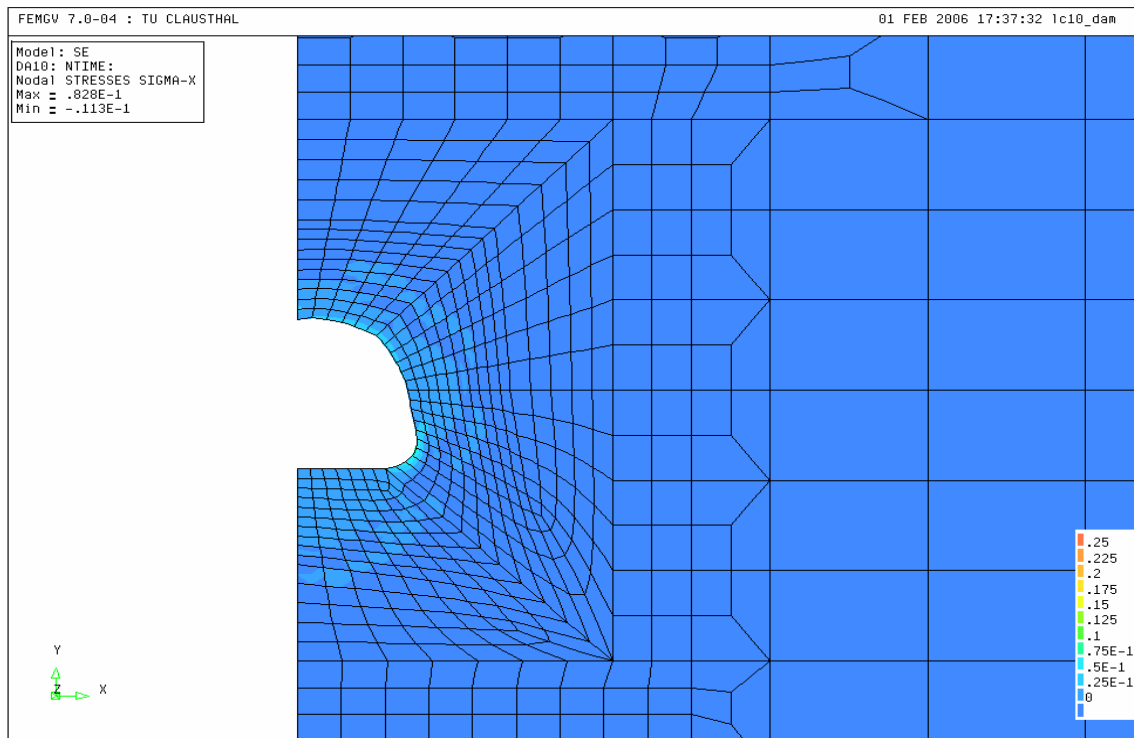 FEMGV 7.0-04 : TU CLAUSTHAL 01 FEB 2006 17:37:32 lc10_dam
Model: SE
DA10: NTIME:
Nodal STRESSES SIGMA-X
Max = .828E-1
Min = -.113E-1
.25
.225
.2
.175
.15
.125
.1
.75E-1
.5E-1
.25E-1
0
Y
Z X